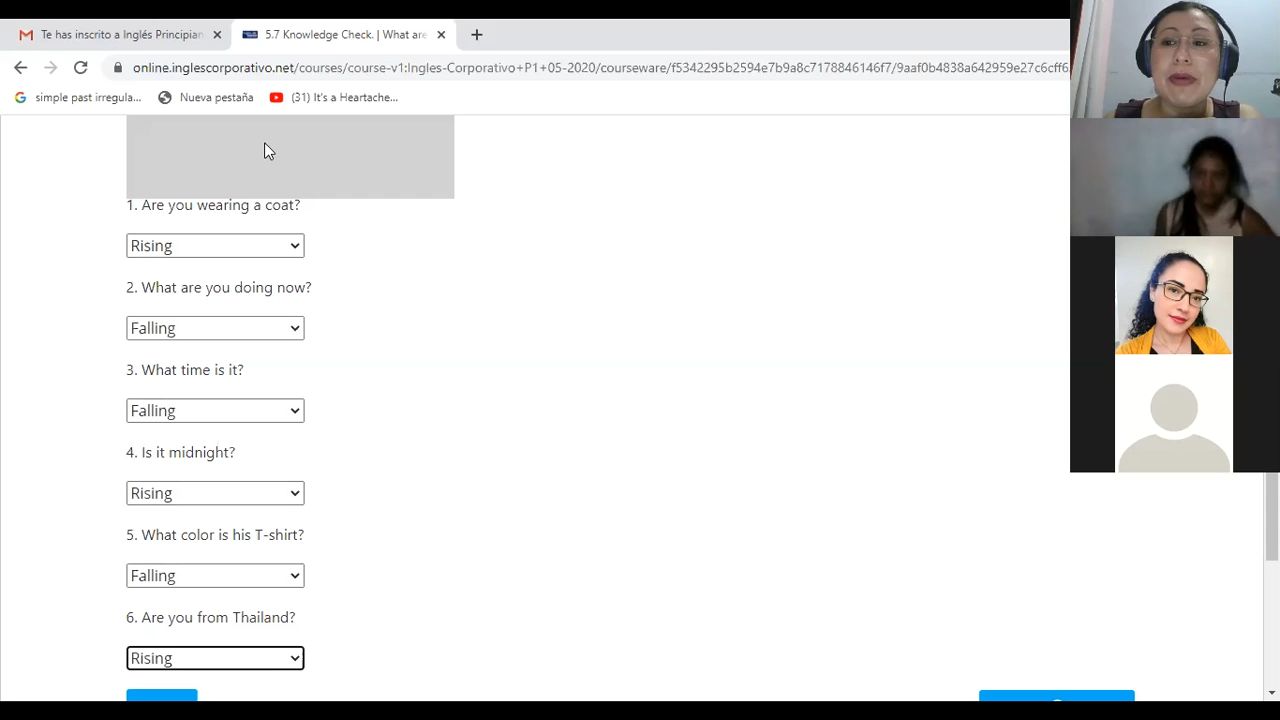 Te has inscrito a Inglés Principian
5.7 Knowledge Check. | What are
online.inglescorporativo.net/courses/course-v1:Ingles-Corporativo+P1+05-2020/courseware/f5342295b2594e7b9a8c7178846146f7/9aaf0b4838a642959e27c6cff6
simple past irregula... Nueva pestaña (31) It's a Heartache...
1. Are you wearing a coat?
Rising
2. What are you doing now?
Falling
3. What time is it?
Falling
4. Is it midnight?
Rising
5. What color is his T-shirt?
Falling
6. Are you from Thailand?
Rising